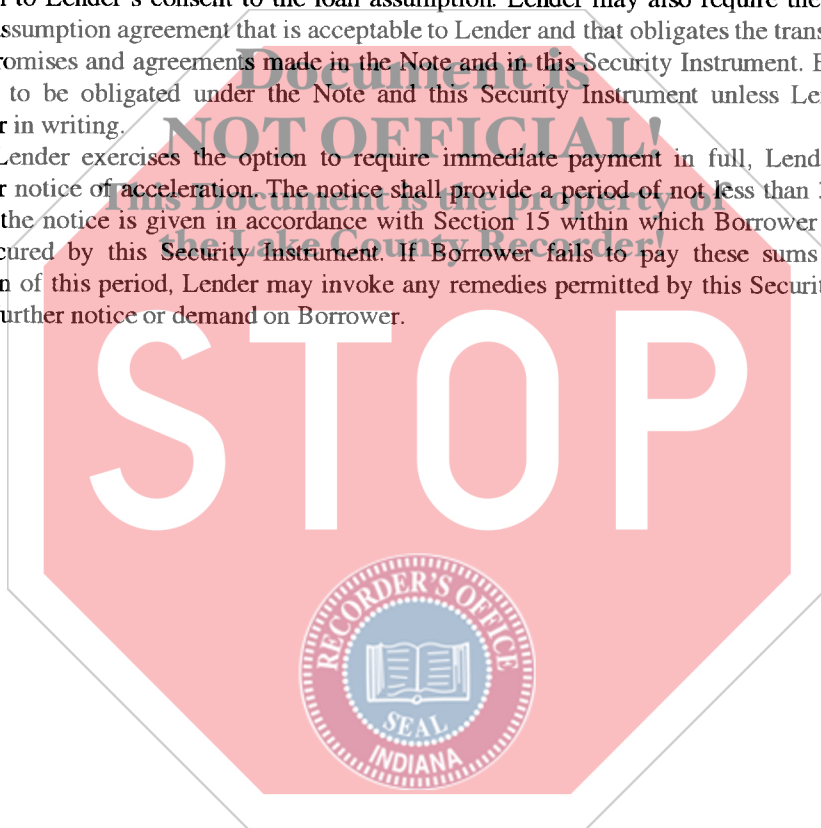 to Lender's consent to the loan assumption. Lender may also require the
ssumption agreement that is acceptable to Lender and that obligates the trans
omises and agreements made in the Note and in this Security Instrument. B
to be obligated under the Note and this Security Instrument unless Le
r in writing.
Lender exercises the option to require immediate payment in full, Lend
r notice of acceleration. The notice shall provide a period of not less than
the notice is given in accordance with Section 15 within which Borrower
cured by this Security Instrument. If Borrower fails to pay these sums
n of this period, Lender may invoke any remedies permitted by this Securit
urther notice or demand on Borrower.
Document is
NOT OFFICIAL!
This Document is the property of
the Lake County Recorder!
STOP
RECORDER'S OFFICE
SEAL
INDIANA